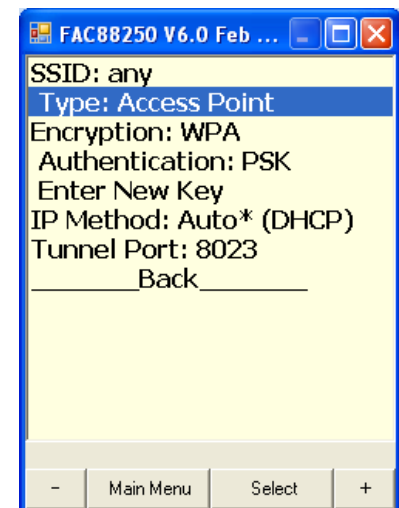 FAC88250 V6.0 Feb ...
SSID: any
Type: Access Point
Encryption: WPA
Authentication: PSK
Enter New Key
IP Method: Auto* (DHCP)
Tunnel Port: 8023
________Back________
- Main Menu Select +